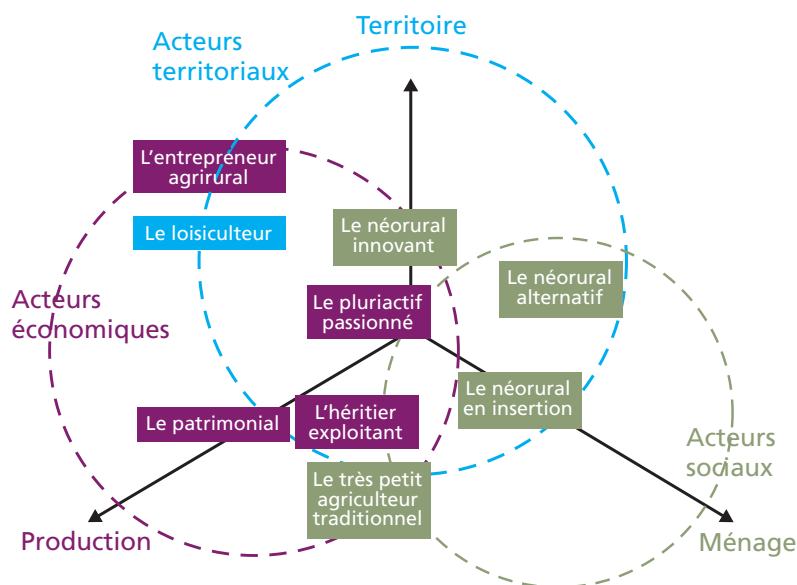 Territoire
Acteurs
territoriaux
L'entrepreneur
agrirural
Le loisiculteur
Le néorural
innovant
Le néorural
alternatif
Acteurs
économiques
Le pluriactif
passionné
Le patrimonial
L'héritier
exploitant
Le néorural
en insertion
Acteurs
sociaux
Le très petit
agriculteur
traditionnel
Production
Ménage